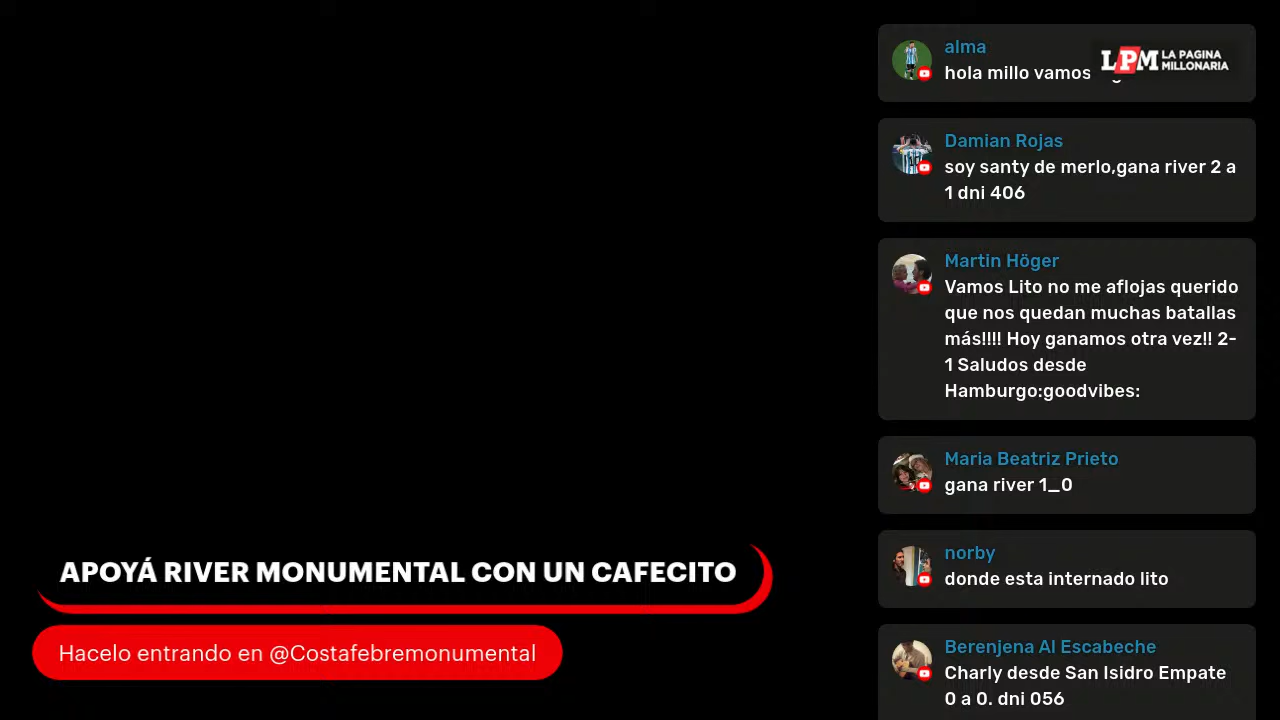 alma
hola millo vamos
LPM LA PAGINA
MILLONARIA
Damian Rojas
soy santy de merlo,gana river 2 a
1 dni 406
Martin Höger
Vamos Lito no me aflojas querido
que nos quedan muchas batallas
más!!!! Hoy ganamos otra vez!! 2-
1 Saludos desde
Hamburgo:goodvibes:
Maria Beatriz Prieto
gana river 1_0
norby
donde esta internado lito
Berenjena Al Escabeche
Charly desde San Isidro Empate
0 a 0. dni 056
APOYÁ RIVER MONUMENTAL CON UN CAFECITO
Hacelo entrando en @Costafebremonumental